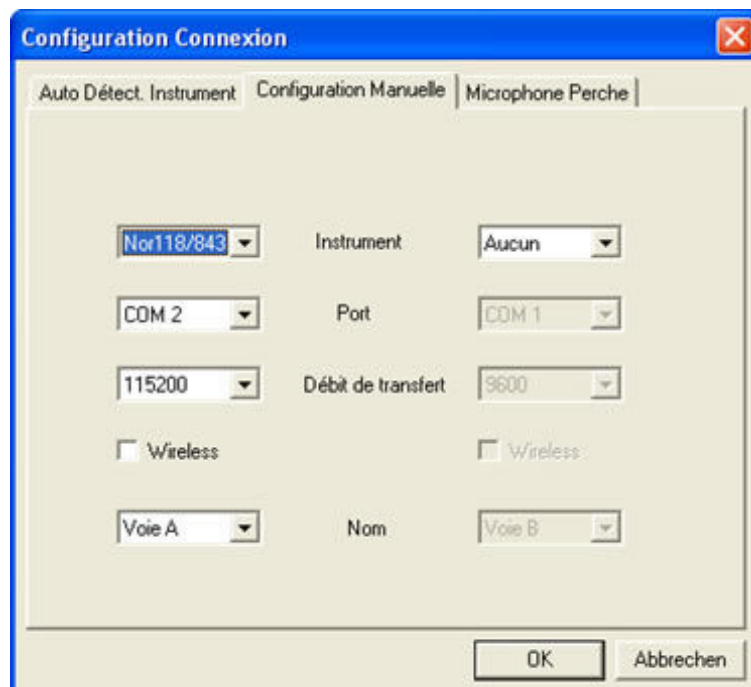 Configuration Connexion
Auto Détect. Instrument Configuration Manuelle Microphone Perche
Nor118/843 Instrument Aucun
COM 2 Port COM 1
115200 Débit de transfert 9600
Wireless Wireless
Voie A Nom Voie B
OK Abbrechen